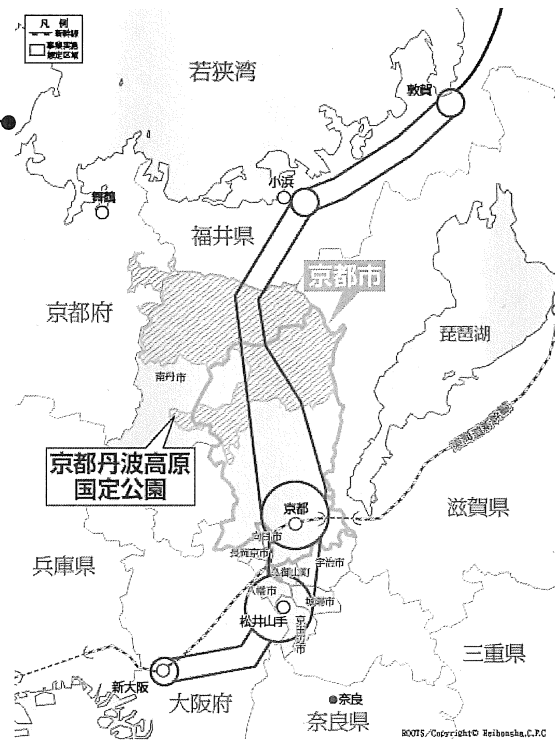 凡例
新幹線
事業実施
想定区域
若狭湾
敦賀
小浜
舞鶴
福井県
京都市
京都府
琵琶湖
南丹市
京都丹波高原
国定公園
滋賀県
京都
向日市
長岡京市
宇治市
久御山町
兵庫県
八幡市
城陽市
松井山手
京田辺市
三重県
新大阪
大阪府
奈良
奈良県
ROOTS/Copyright© Heibonsha.C.P.C